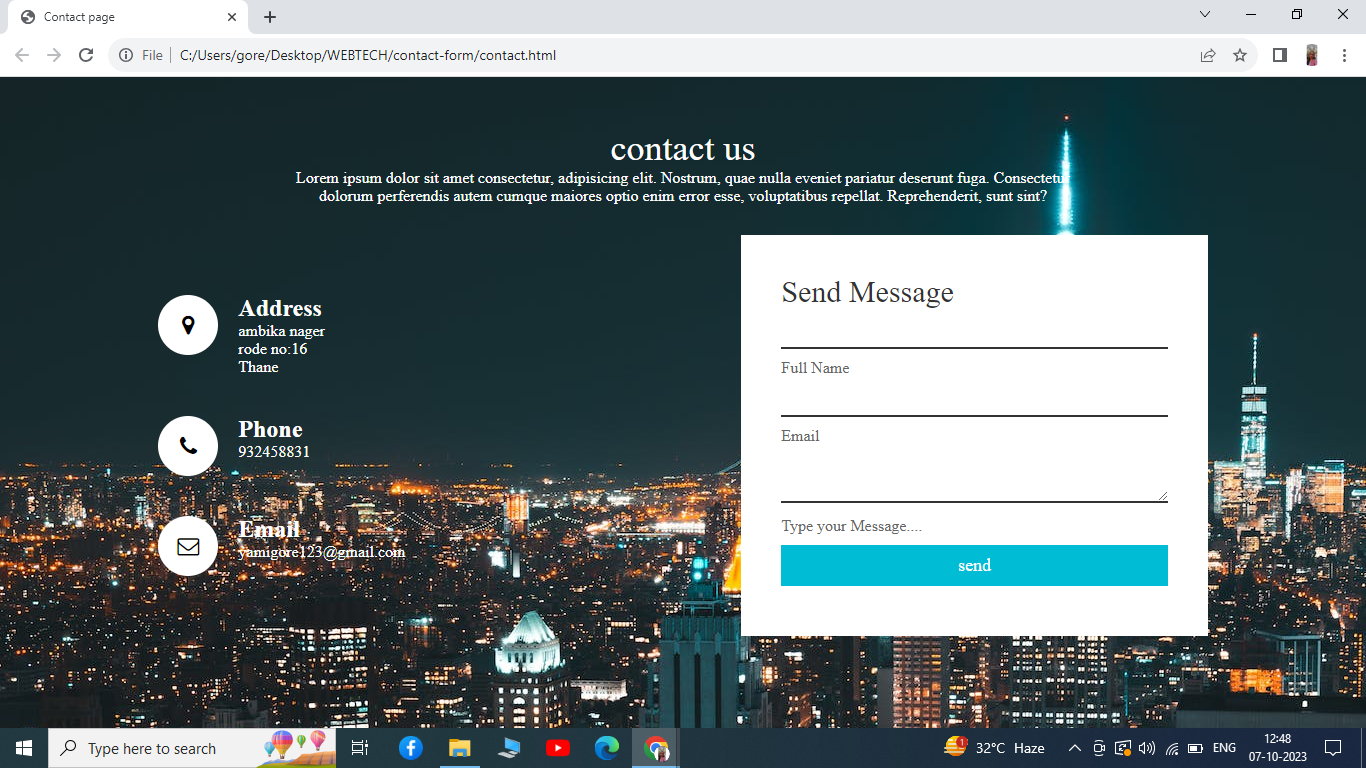 Contact page
File
C:/Users/gore/Desktop/WEBTECH/contact-form/contact.html
contact us
Lorem ipsum dolor sit amet consectetur, adipisicing elit. Nostrum, quae nulla eveniet pariatur deserunt fuga. Consectetur
dolorum perferendis autem cumque maiores optio enim error esse, voluptatibus repellat. Reprehenderit, sunt sint?
Address
ambika nager
rode no:16
Thane
Phone
932458831
Email
yamigore123@gmail.com
Send Message
Full Name
Email
Type your Message....
send
Type here to search
1
32°C Haze
ENG
12:48
07-10-2023